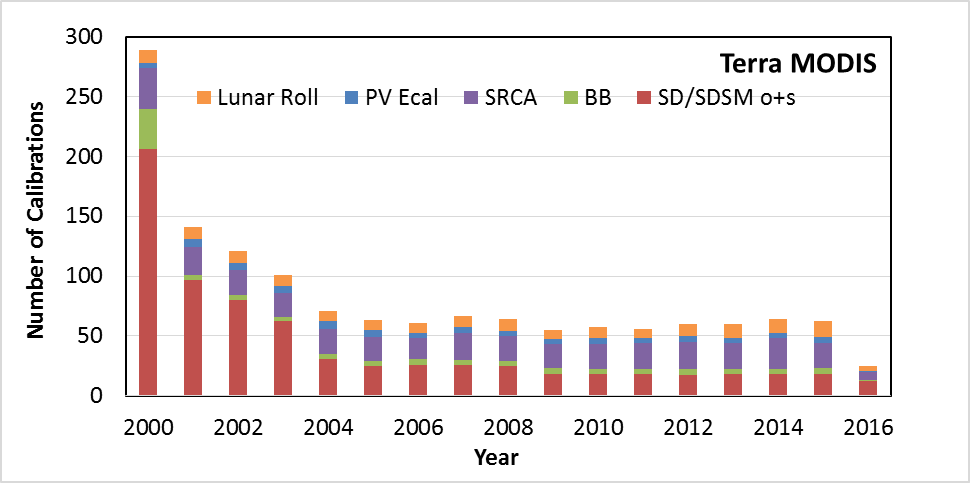 Terra MODIS
Lunar Roll PV Ecal SRCA BB SD/SDSM o+s
Number of Calibrations
300
250
200
150
100
50
0
2000 2002 2004 2006 2008 2010 2012 2014 2016
Year